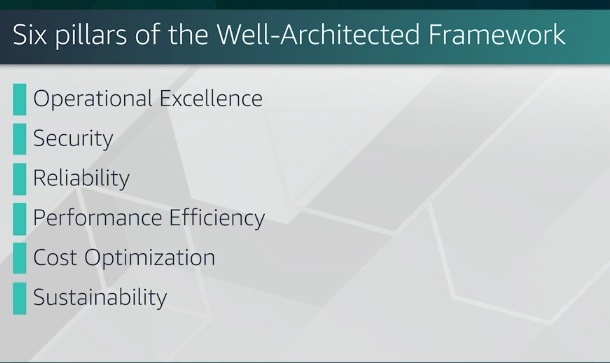 Six pillars of the Well-Architected Framework
Operational Excellence
Security
Reliability
Performance Efficiency
Cost Optimization
Sustainability